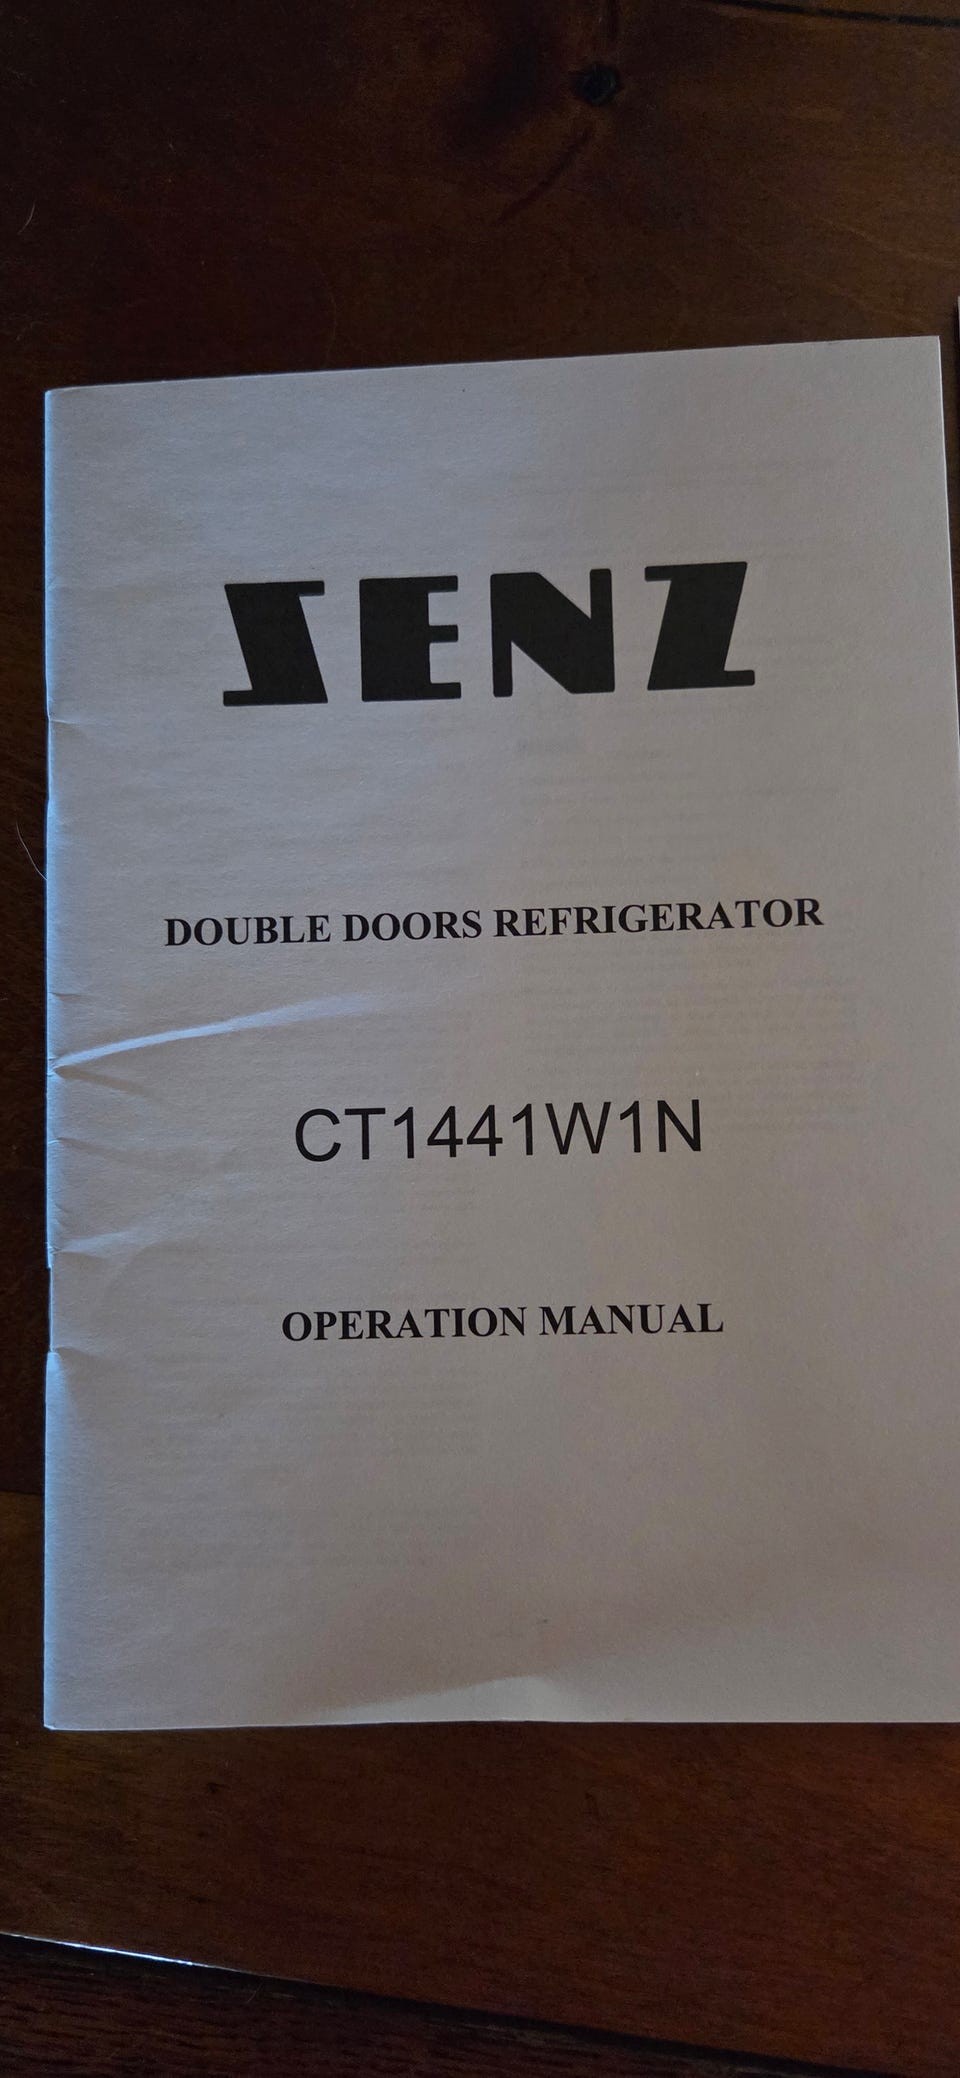 SENZ
DOUBLE DOORS REFRIGERATOR
CT1441W1N
OPERATION MANUAL